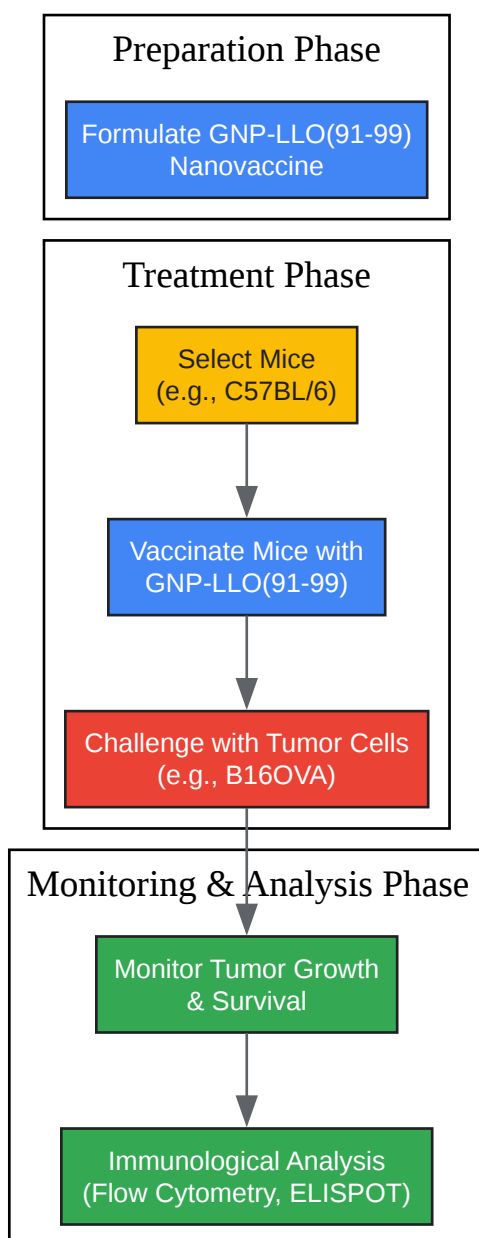 Preparation Phase
Formulate GNP-LLO(91-99)
Nanovaccine
Treatment Phase
Select Mice
(e.g., C57BL/6)
Vaccinate Mice with
GNP-LLO(91-99)
Challenge with Tumor Cells
(e.g., B16OVA)
Monitoring & Analysis Phase
Monitor Tumor Growth
& Survival
Immunological Analysis
(Flow Cytometry, ELISPOT)